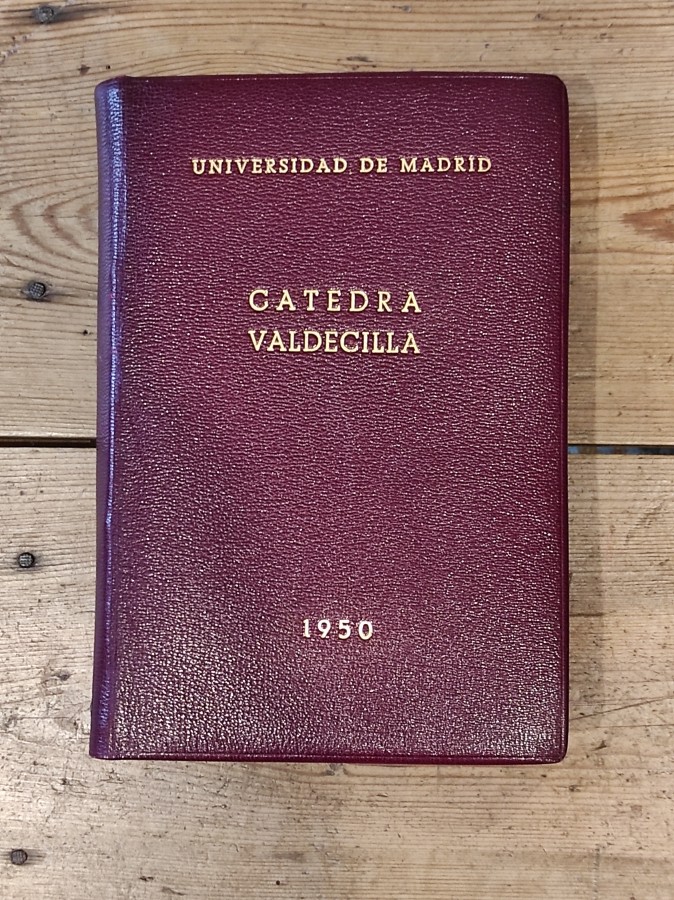 UNIVERSIDAD DE MADRID
CATEDRA
VALDECILLA
1950